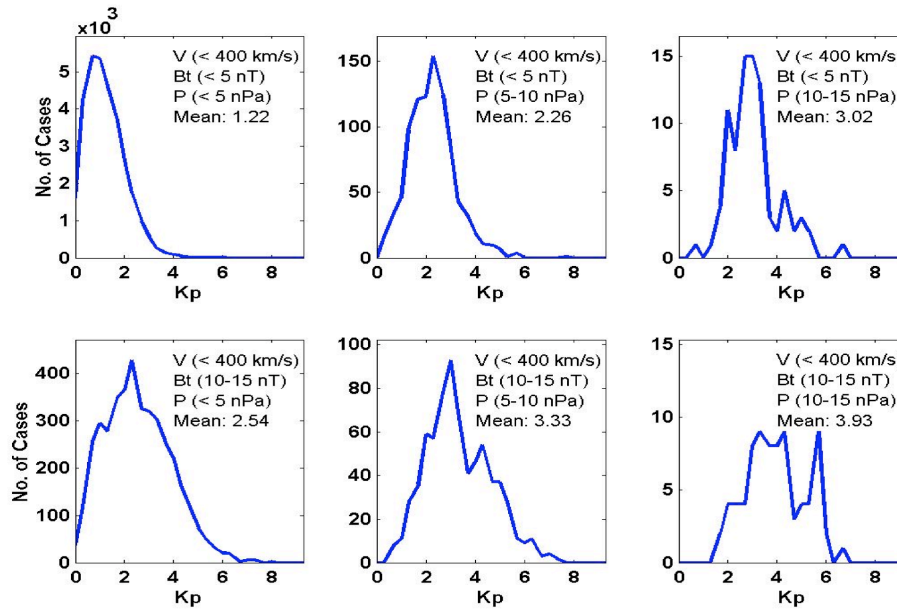 ×10³
V (< 400 km/s)
Bt (< 5 nT)
P (< 5 nPa)
Mean: 1.22
No. of Cases
5
4
3
2
1
0
0 2 4 6 8
Kp
V (< 400 km/s)
Bt (< 5 nT)
P (5-10 nPa)
Mean: 2.26
150
100
50
0
0 2 4 6 8
Kp
V (< 400 km/s)
Bt (< 5 nT)
P (10-15 nPa)
Mean: 3.02
15
10
5
0
0 2 4 6 8
Kp
V (< 400 km/s)
Bt (10-15 nT)
P (< 5 nPa)
Mean: 2.54
No. of Cases
400
300
200
100
0
0 2 4 6 8
Kp
V (< 400 km/s)
Bt (10-15 nT)
P (5-10 nPa)
Mean: 3.33
100
80
60
40
20
0
0 2 4 6 8
Kp
V (< 400 km/s)
Bt (10-15 nT)
P (10-15 nPa)
Mean: 3.93
15
10
5
0
0 2 4 6 8
Kp